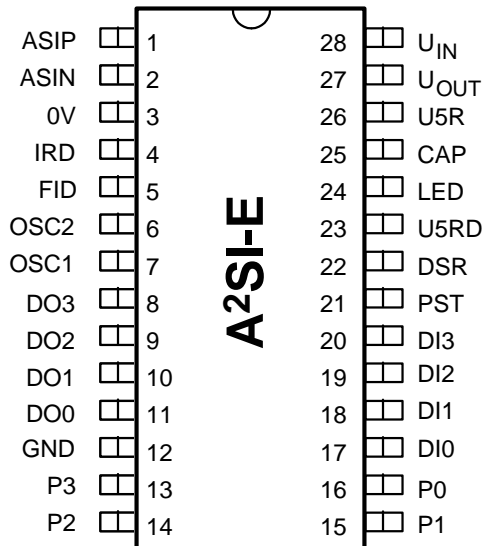 ASIP 1 28 U_IN
ASIN 2 27 U_OUT
0V 3 26 U5R
IRD 4 25 CAP
FID 5 24 LED
OSC2 6 23 U5RD
OSC1 7 22 DSR
DO3 8 21 PST
DO2 9 20 DI3
DO1 10 19 DI2
DO0 11 18 DI1
GND 12 17 DI0
P3 13 16 P0
P2 14 15 P1
A²SI-E